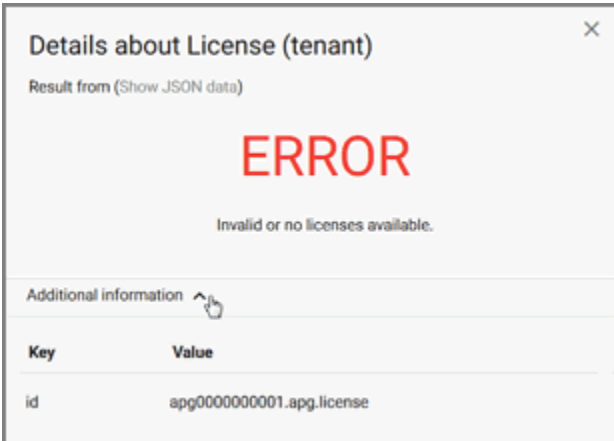 Details about License (tenant)
Result from (Show JSON data)
ERROR
Invalid or no licenses available.
Additional information
Key Value
id apg0000000001.apg.license